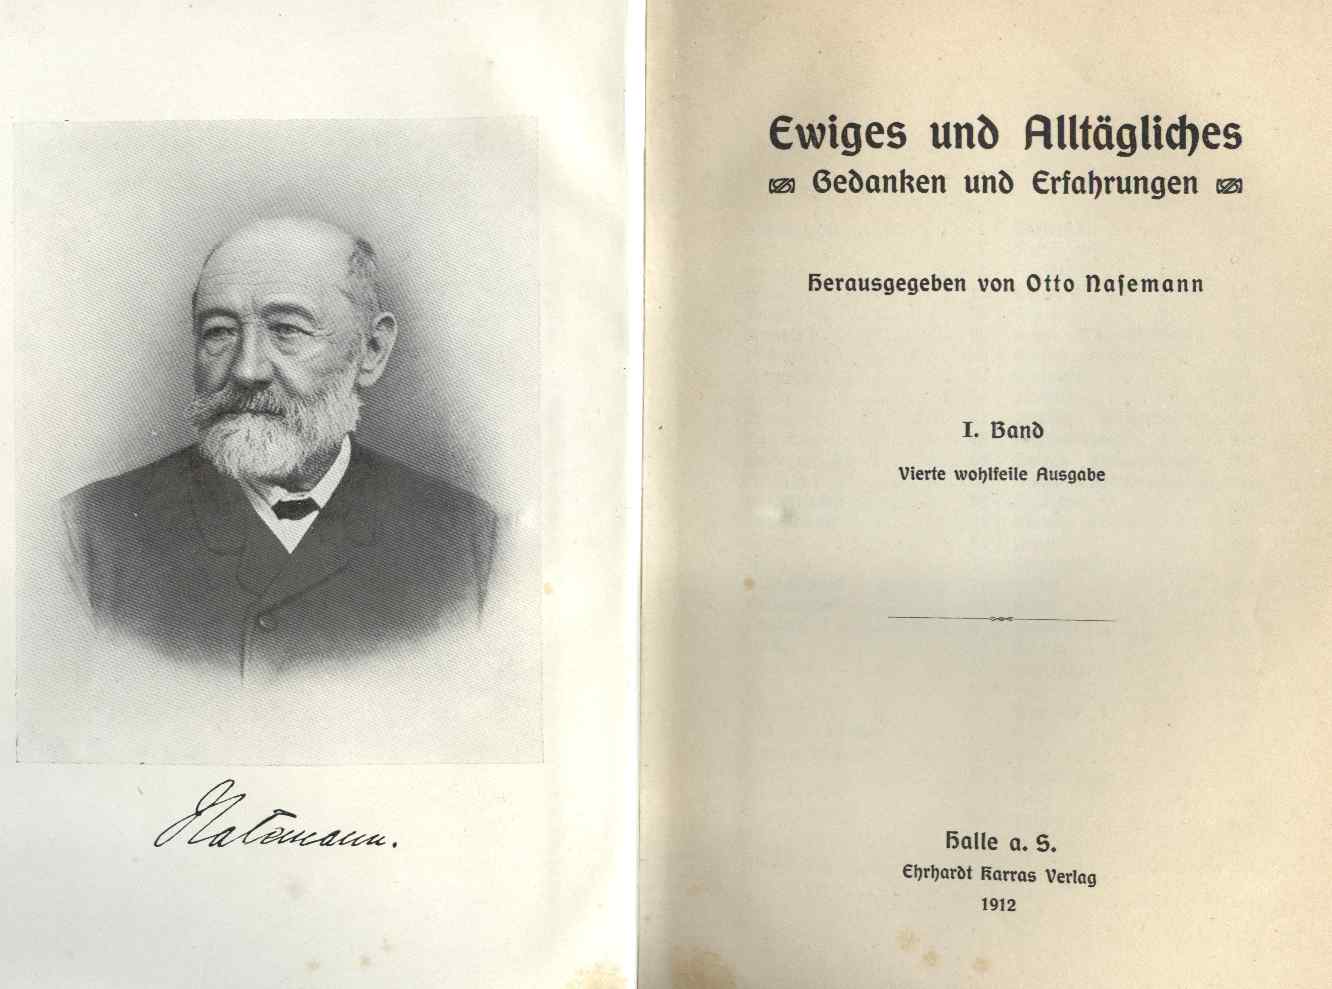 Nasemann.
Ewiges und Alltägliches
Gedanken und Erfahrungen
Herausgegeben von Otto Naſemann
I. Band
Vierte wohlfeile Ausgabe
Halle a. S.
Ehrhardt Karras Verlag
1912